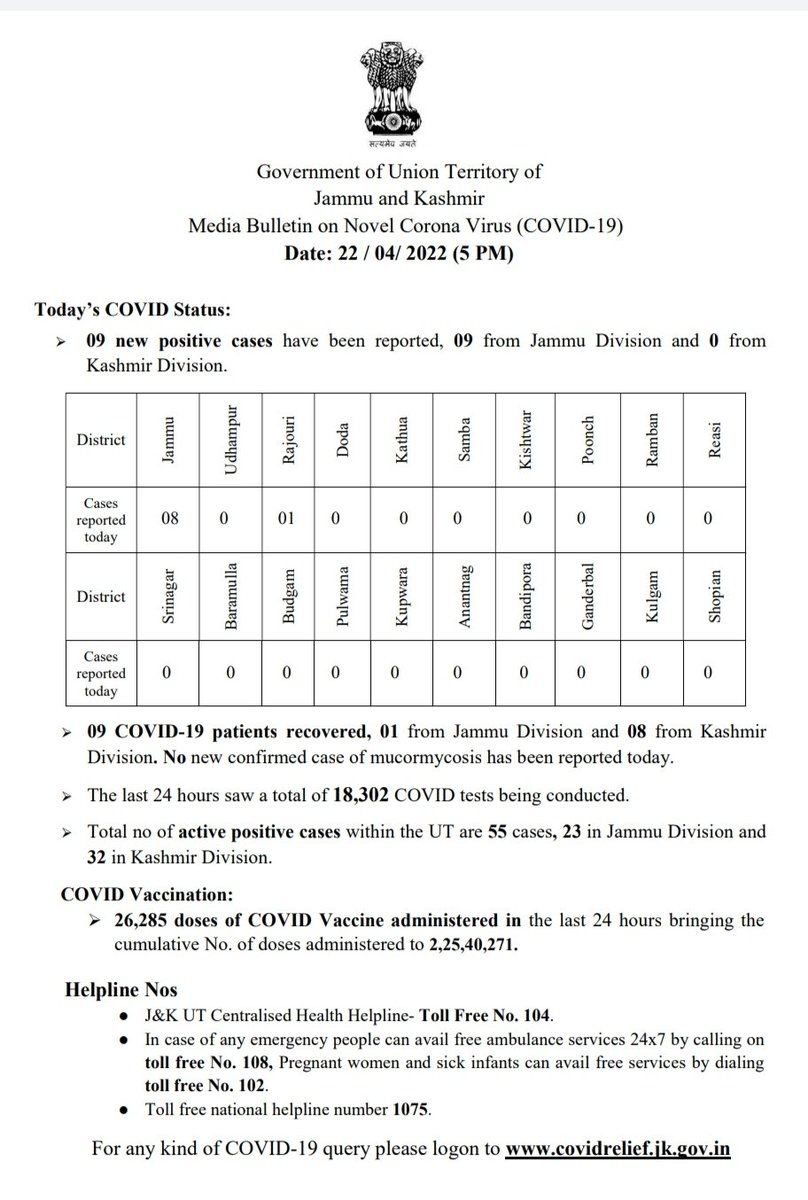 सत्यमेव जयते
Government of Union Territory of
Jammu and Kashmir
Media Bulletin on Novel Corona Virus (COVID-19)
Date: 22 / 04/ 2022 (5 PM)
Today’s COVID Status:
➢ 09 new positive cases have been reported, 09 from Jammu Division and 0 from
Kashmir Division.
District Jammu Udhampur Rajouri Doda Kathua Samba Kishtwar Poonch Ramban Reasi
Cases
reported
today
08 0 01 0 0 0 0 0 0 0
District Srinagar Baramulla Budgam Pulwama Kupwara Anantnag Bandipora Ganderbal Kulgam Shopian
Cases
reported
today
0 0 0 0 0 0 0 0 0 0
➢ 09 COVID-19 patients recovered, 01 from Jammu Division and 08 from Kashmir
Division. No new confirmed case of mucormycosis has been reported today.
➢ The last 24 hours saw a total of 18,302 COVID tests being conducted.
➢ Total no of active positive cases within the UT are 55 cases, 23 in Jammu Division and
32 in Kashmir Division.
COVID Vaccination:
➢ 26,285 doses of COVID Vaccine administered in the last 24 hours bringing the
cumulative No. of doses administered to 2,25,40,271.
Helpline Nos
● J&K UT Centralised Health Helpline- Toll Free No. 104.
● In case of any emergency people can avail free ambulance services 24x7 by calling on
toll free No. 108, Pregnant women and sick infants can avail free services by dialing
toll free No. 102.
● Toll free national helpline number 1075.
For any kind of COVID-19 query please logon to www.covidrelief.jk.gov.in